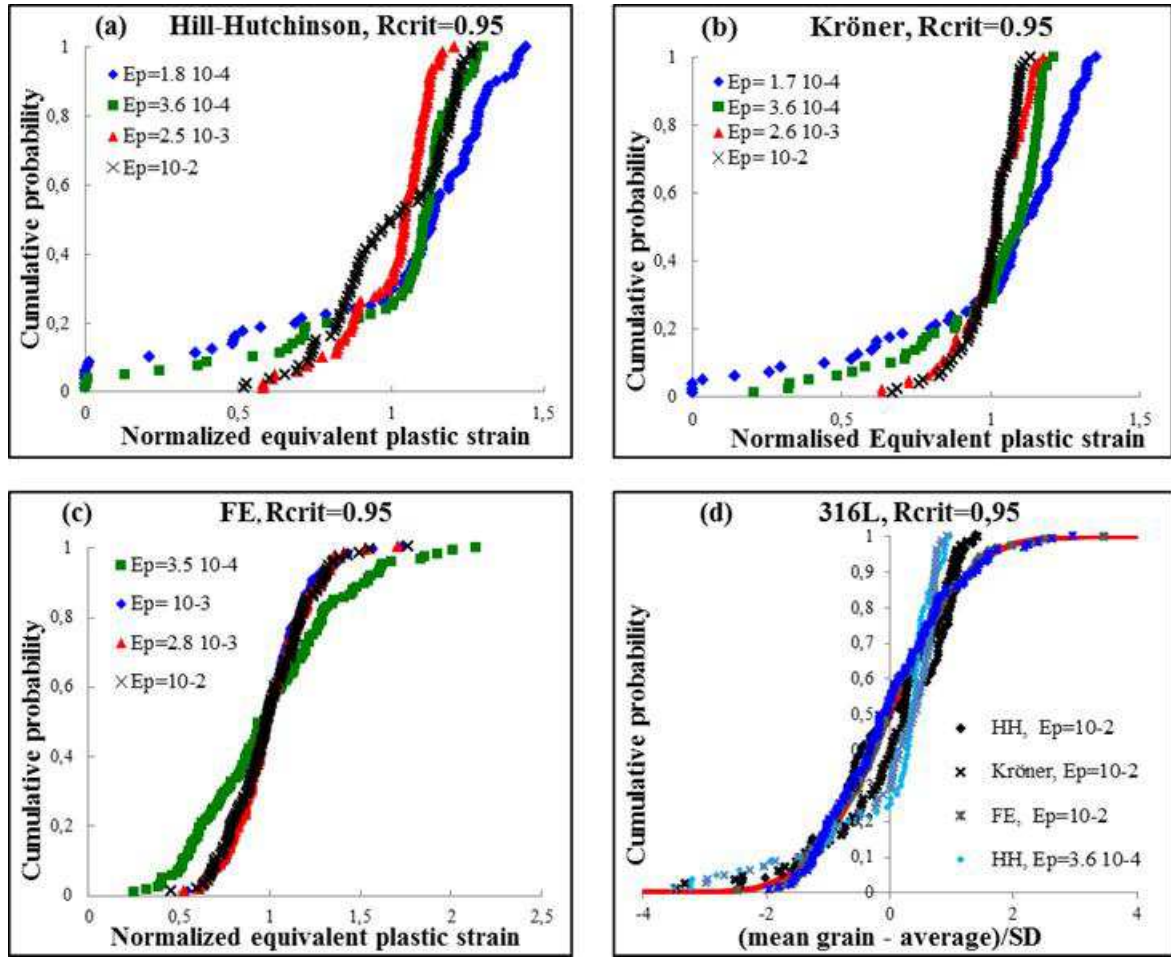 (a) Hill-Hutchinson, Rcrit=0.95
Cumulative probability
1
0,8
0,6
0,4
0,2
0
Ep=1.8 10-4
Ep=3.6 10-4
Ep=2.5 10-3
Ep=10-2
0 0,5 1 1,5
Normalized equivalent plastic strain
(b) Kröner, Rcrit=0.95
Cumulative probability
1
0,8
0,6
0,4
0,2
0
Ep= 1.7 10-4
Ep=3.6 10-4
Ep= 2.6 10-3
Ep= 10-2
0 0,5 1 1,5
Normalised Equivalent plastic strain
(c) FE, Rcrit=0.95
Cumulative probability
1
0,8
0,6
0,4
0,2
0
Ep=3.5 10-4
Ep= 10-3
Ep=2.8 10-3
Ep=10-2
0 0,5 1 1,5 2 2,5
Normalized equivalent plastic strain
(d) 316L, Rcrit=0,95
Cumulative probability
1
0,9
0,8
0,7
0,6
0,5
0,2
0,1
0
HH, Ep=10-2
Kröner, Ep=10-2
FE, Ep=10-2
HH, Ep=3.6 10-4
-4 -2 0 2 4
(mean grain - average)/SD